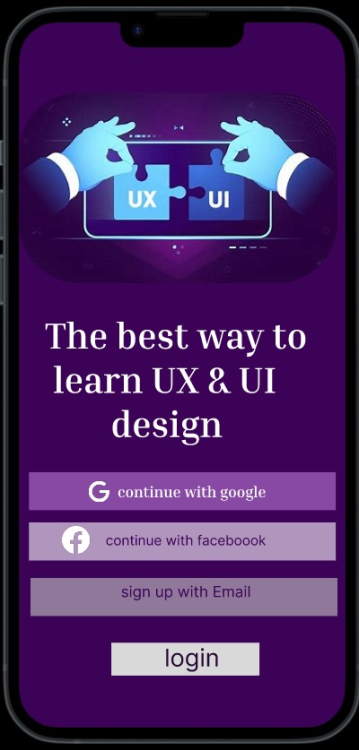 UX UI
The best way to
learn UX & UI
design
G continue with google
f continue with faceboook
sign up with Email
login